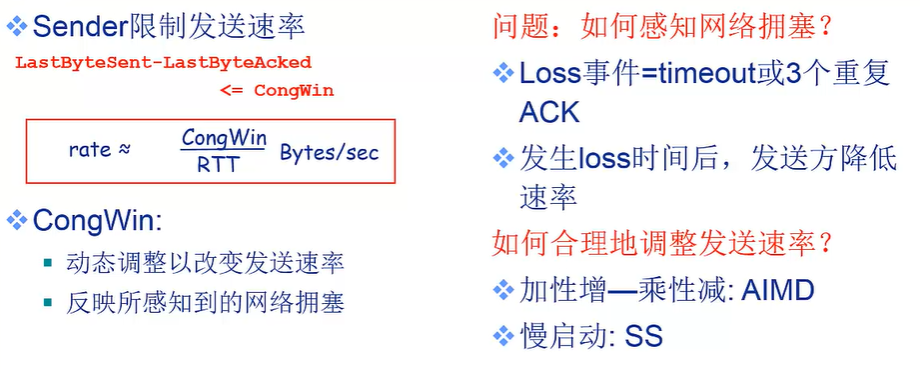 Sender限制发送速率
LastByteSent-LastByteAcked
<= CongWin
rate ≈ CongWin Bytes/sec
RTT
CongWin:
动态调整以改变发送速率
反映所感知到的网络拥塞
问题：如何感知网络拥塞？
Loss事件=timeout或3个重复
ACK
发生loss时间后，发送方降低
速率
如何合理地调整发送速率？
加性增—乘性减: AIMD
慢启动: SS